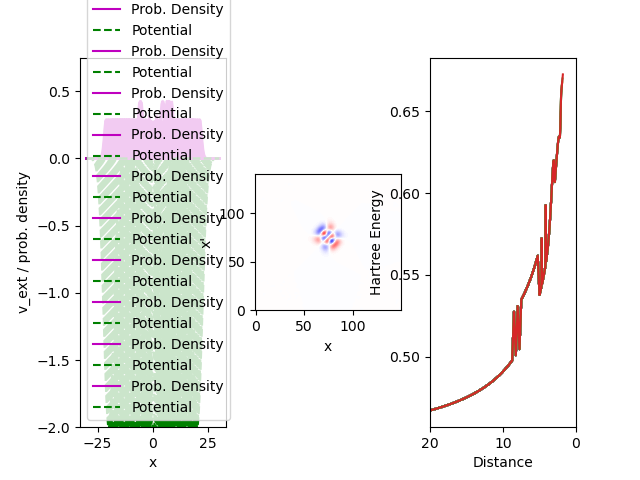 Prob. Density
Potential
Prob. Density
Potential
Prob. Density
Potential
Prob. Density
Potential
Prob. Density
Potential
Prob. Density
Potential
Prob. Density
Potential
Prob. Density
Potential
Prob. Density
Potential
Prob. Density
Potential
0.5
0.0
−0.5
−1.0
−1.5
−2.0
−25
0
25
x
v_ext / prob. density
100
50
0
0
50
100
x
x'
0.65
0.60
0.55
0.50
20
10
0
Distance
Hartree Energy